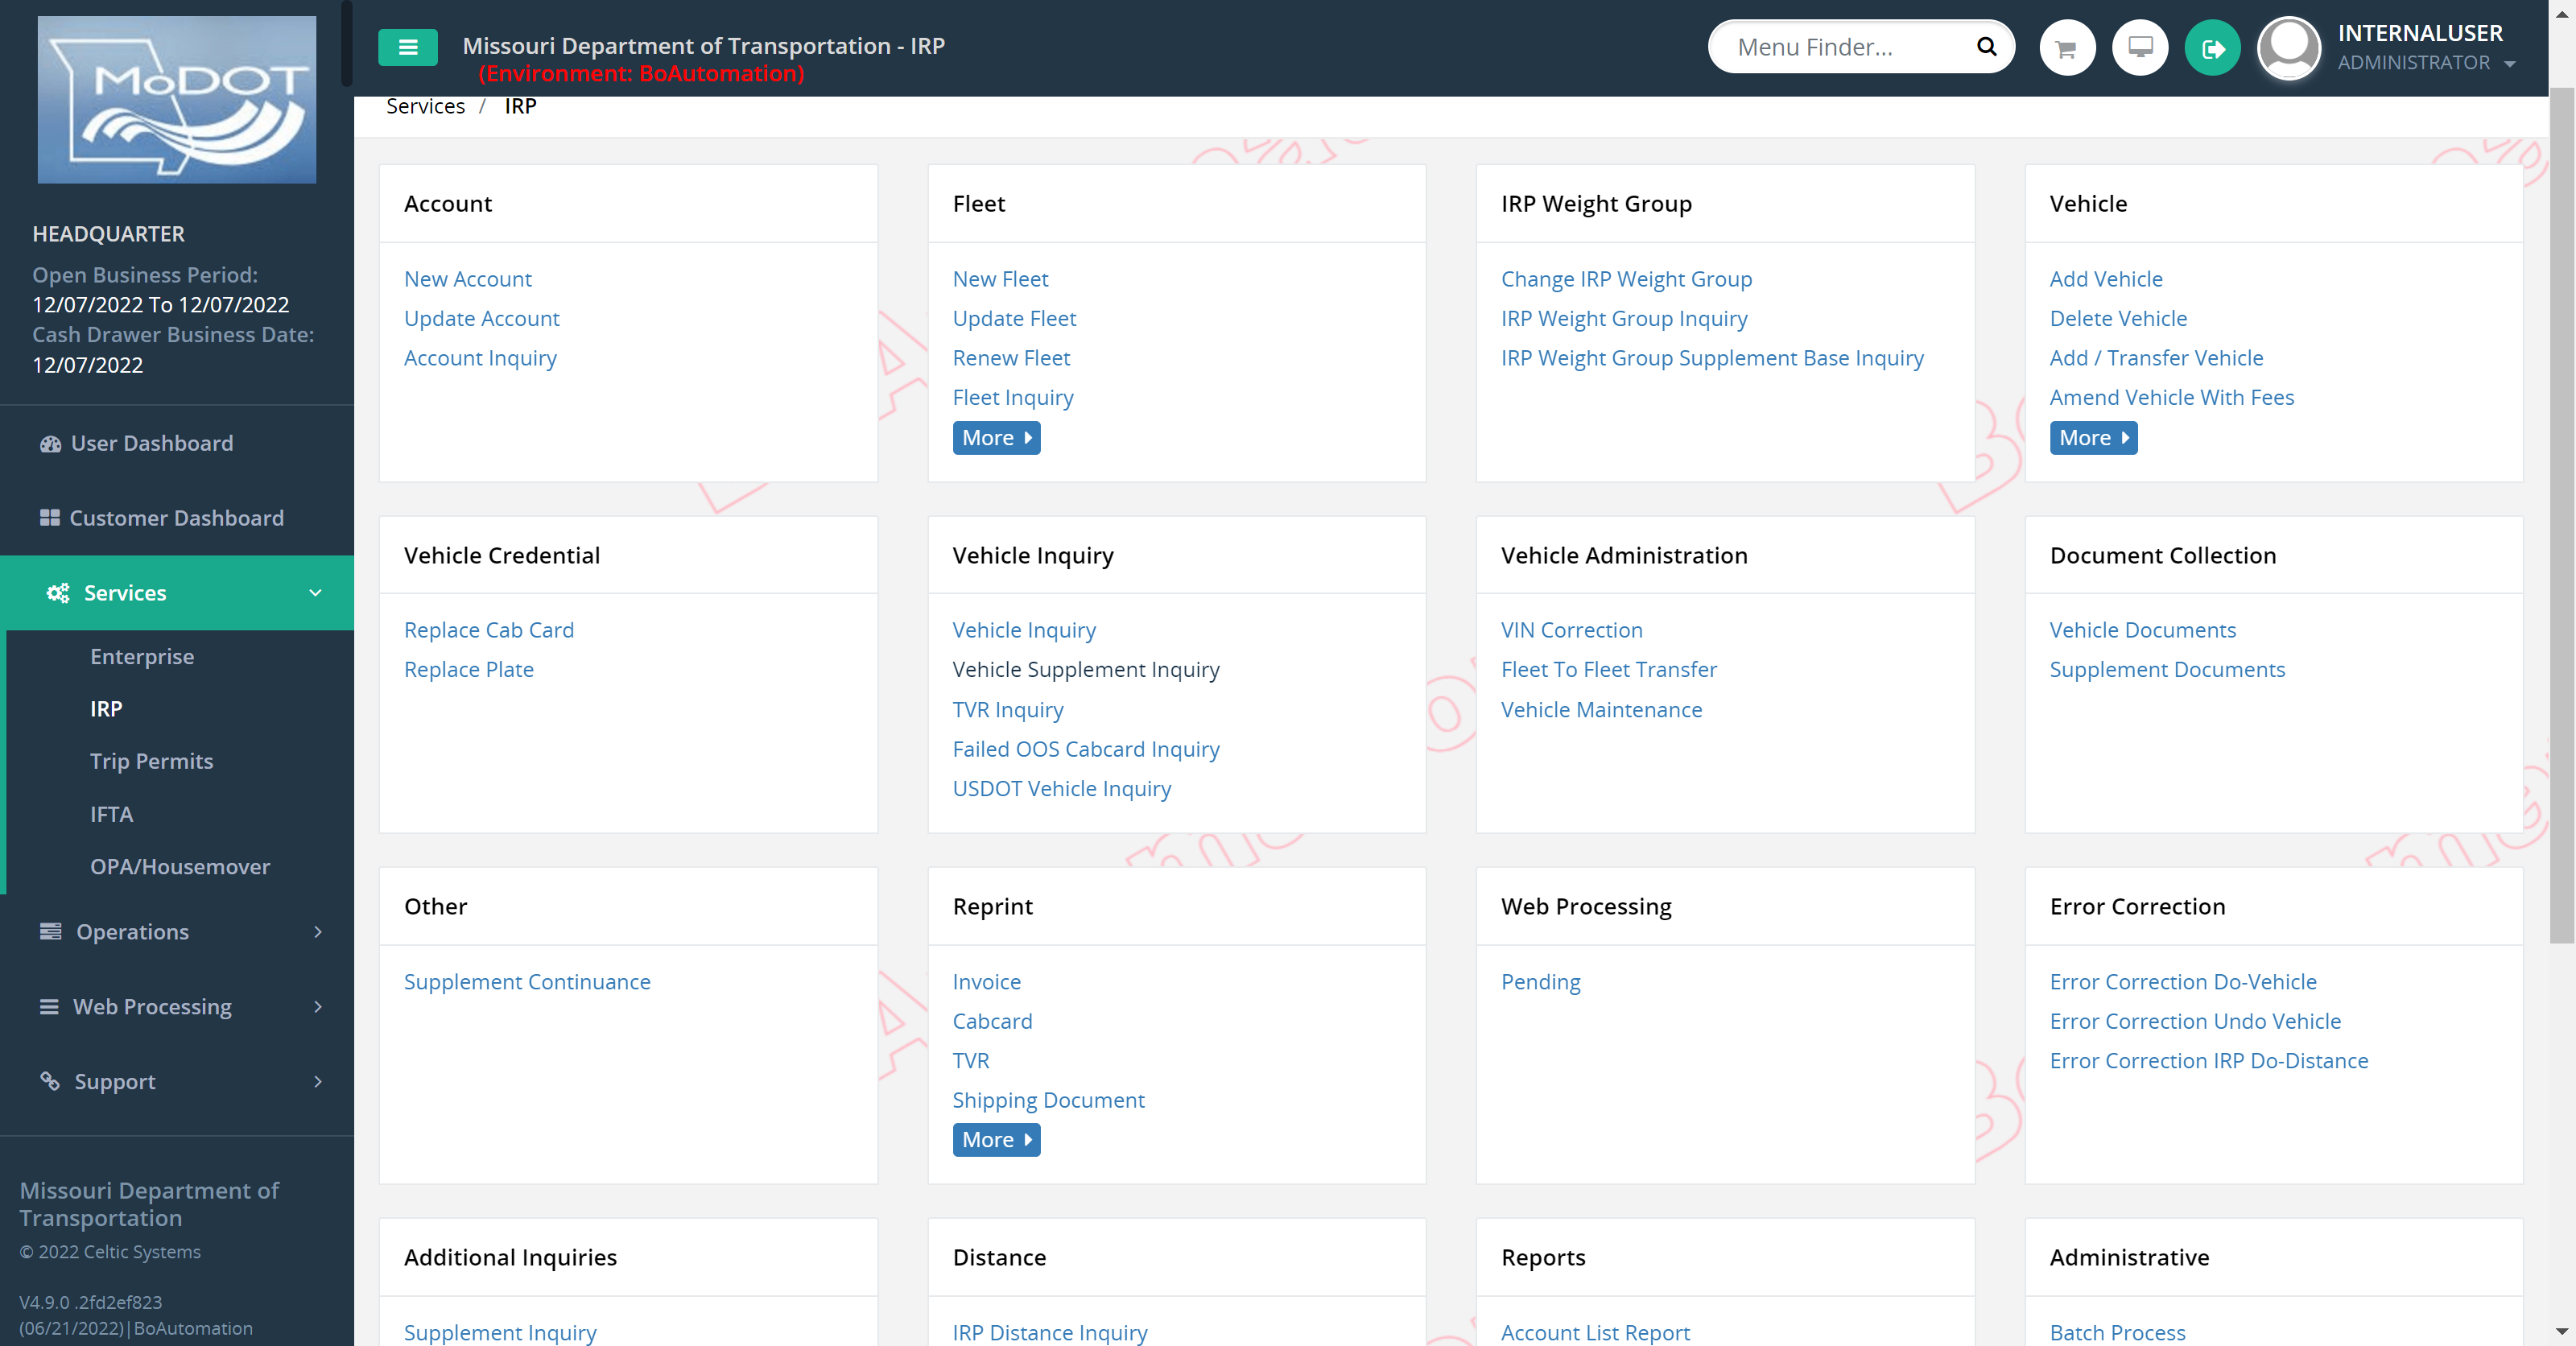 MoDOT
Missouri Department of Transportation - IRP
(Environment: BoAutomation)
Menu Finder...
INTERNALUSER
ADMINISTRATOR
HEADQUARTER
Open Business Period:
12/07/2022 To 12/07/2022
Cash Drawer Business Date:
12/07/2022
User Dashboard
Customer Dashboard
Services
Enterprise
IRP
Trip Permits
IFTA
OPA/Housemover
Operations
Web Processing
Support
Missouri Department of
Transportation
© 2022 Celtic Systems
V4.9.0 .2fd2ef823
(06/21/2022)|BoAutomation
Services / IRP
Account
New Account
Update Account
Account Inquiry
Fleet
New Fleet
Update Fleet
Renew Fleet
Fleet Inquiry
More
IRP Weight Group
Change IRP Weight Group
IRP Weight Group Inquiry
IRP Weight Group Supplement Base Inquiry
Vehicle
Add Vehicle
Delete Vehicle
Add / Transfer Vehicle
Amend Vehicle With Fees
More
Vehicle Credential
Replace Cab Card
Replace Plate
Vehicle Inquiry
Vehicle Inquiry
Vehicle Supplement Inquiry
TVR Inquiry
Failed OOS Cabcard Inquiry
USDOT Vehicle Inquiry
Vehicle Administration
VIN Correction
Fleet To Fleet Transfer
Vehicle Maintenance
Document Collection
Vehicle Documents
Supplement Documents
Other
Supplement Continuance
Reprint
Invoice
Cabcard
TVR
Shipping Document
More
Web Processing
Pending
Error Correction
Error Correction Do-Vehicle
Error Correction Undo Vehicle
Error Correction IRP Do-Distance
Additional Inquiries
Supplement Inquiry
Distance
IRP Distance Inquiry
Reports
Account List Report
Administrative
Batch Process